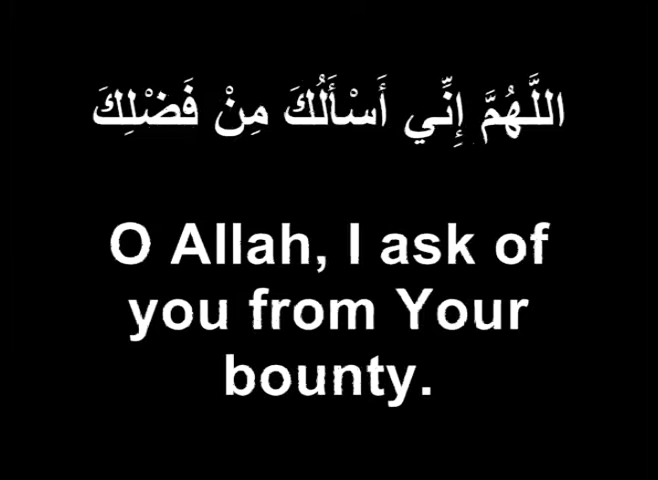 اللَّهُمَّ إِنِّي أَسْأَلُكَ مِنْ فَضْلِكَ
O Allah, I ask of
you from Your
bounty.